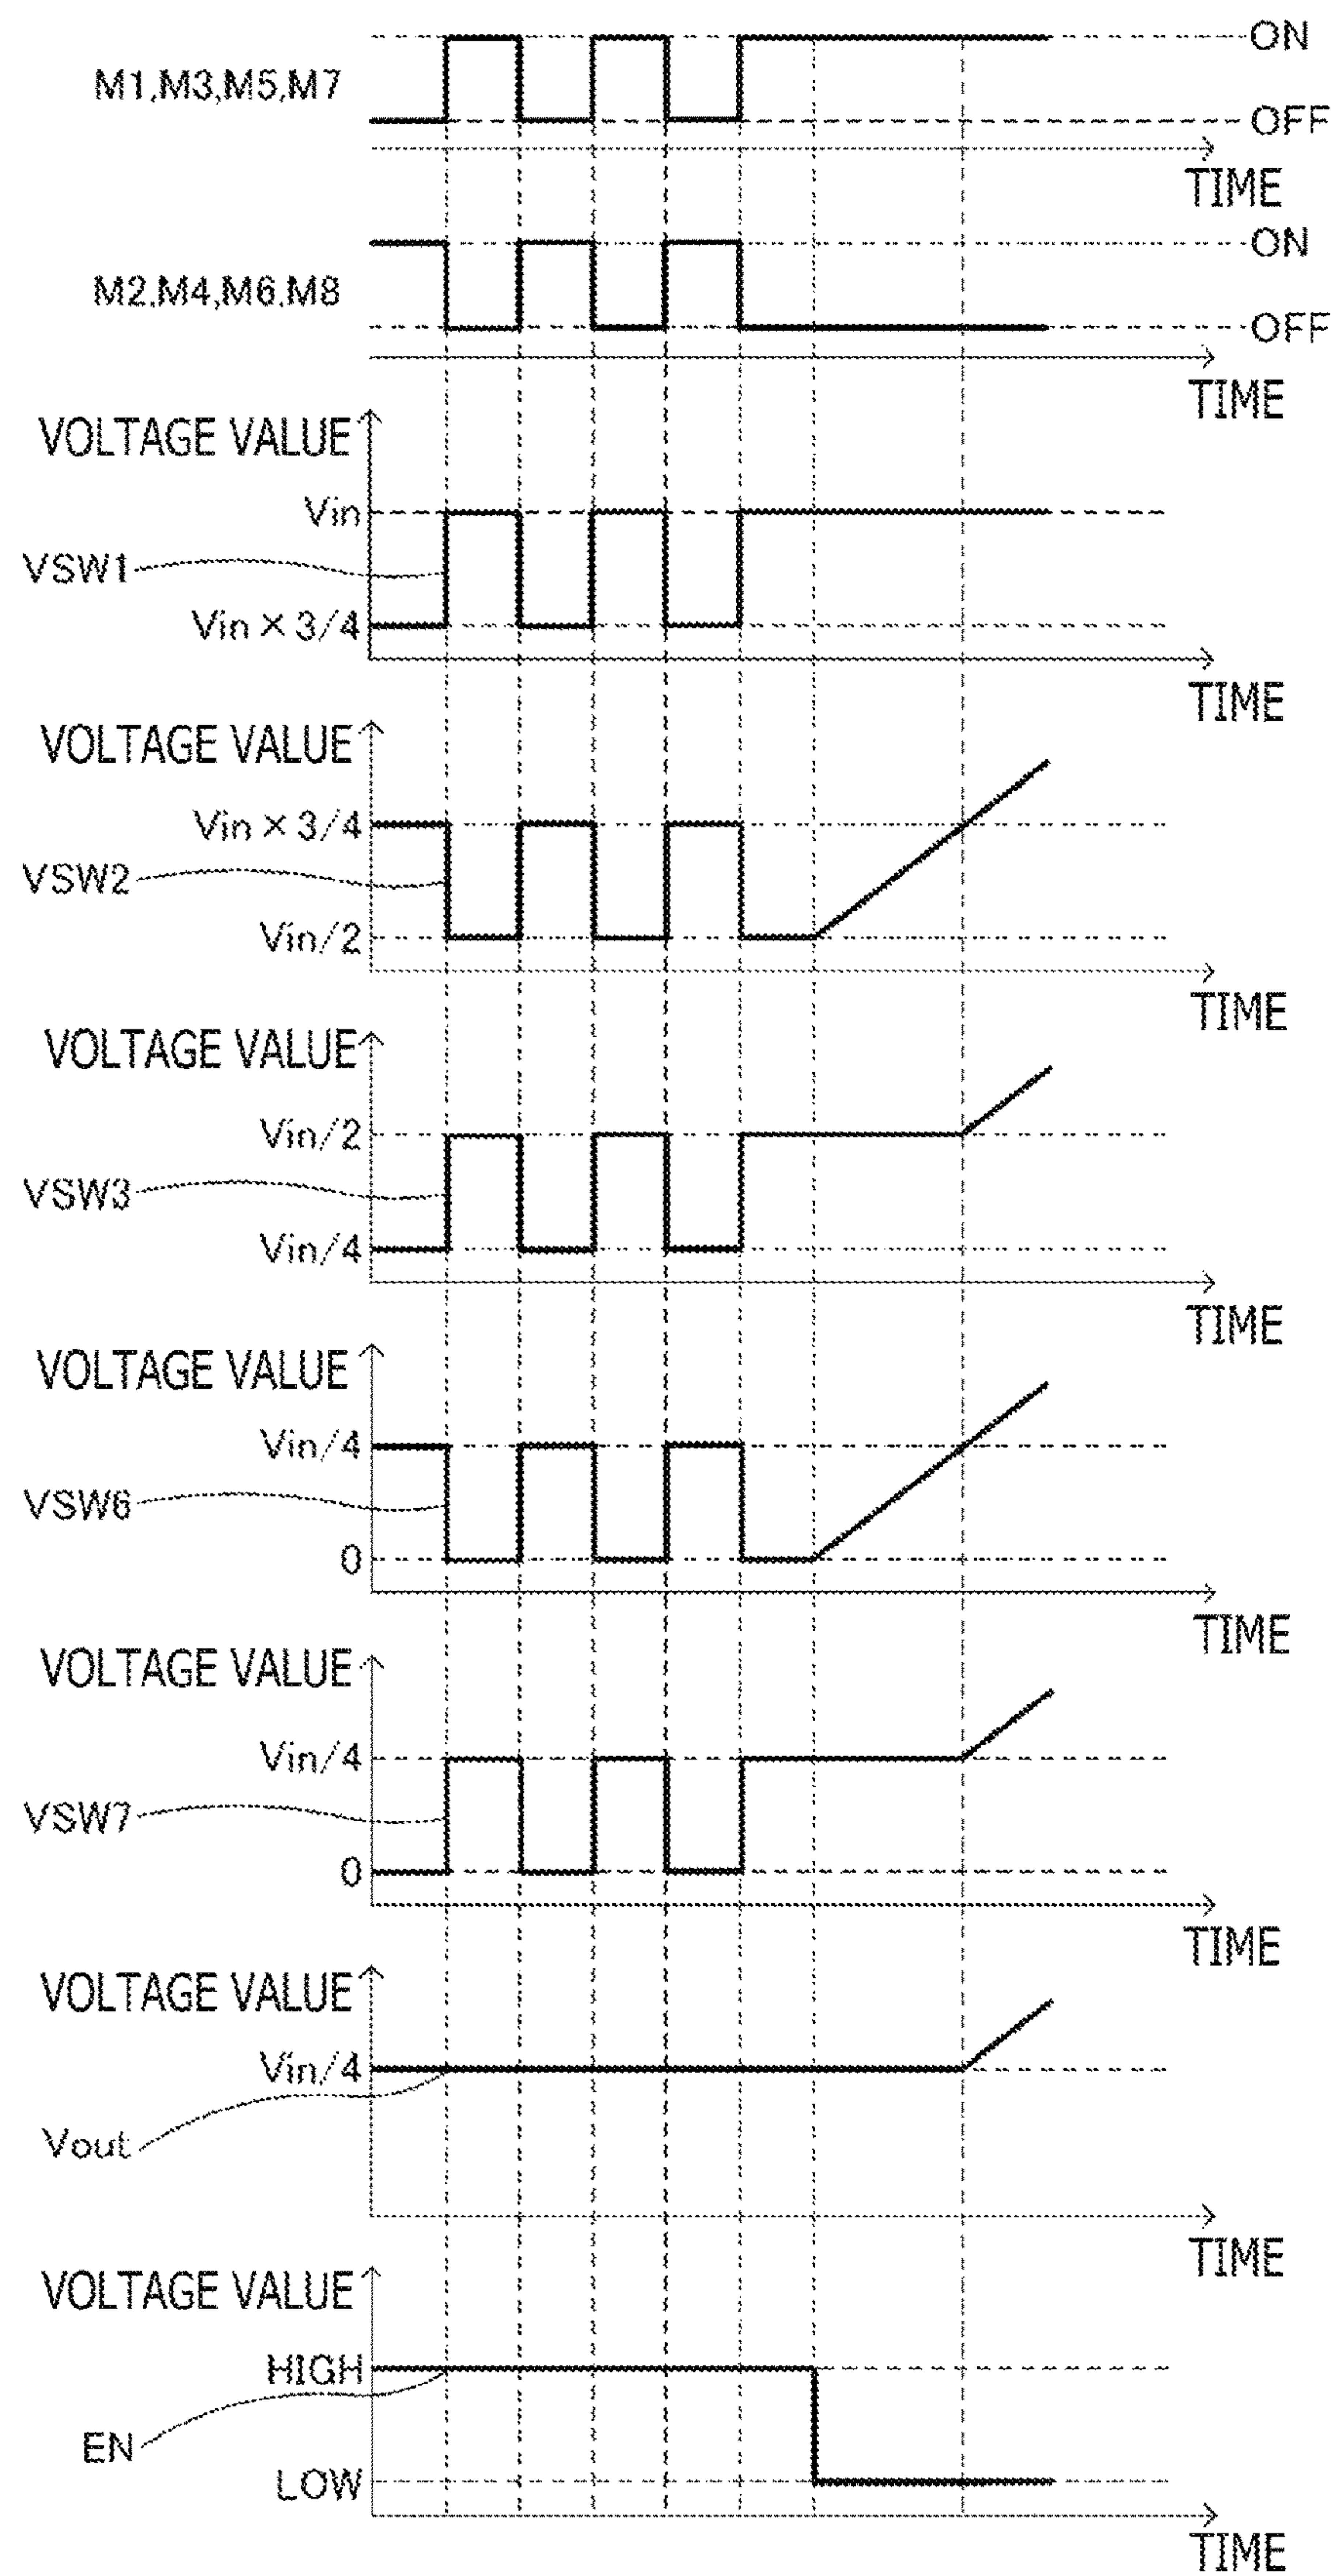 ON
M1,M3,M5,M7
OFF
TIME
ON
M2,M4,M6,M8
OFF
TIME
VOLTAGE VALUE
Vin
VSW1
Vin × 3/4
TIME
VOLTAGE VALUE
Vin × 3/4
VSW2
Vin/2
TIME
VOLTAGE VALUE
Vin/2
VSW3
Vin/4
TIME
VOLTAGE VALUE
Vin/4
VSW6
0
TIME
VOLTAGE VALUE
Vin/4
VSW7
0
TIME
VOLTAGE VALUE
Vin/4
Vout
TIME
VOLTAGE VALUE
HIGH
EN
LOW
TIME